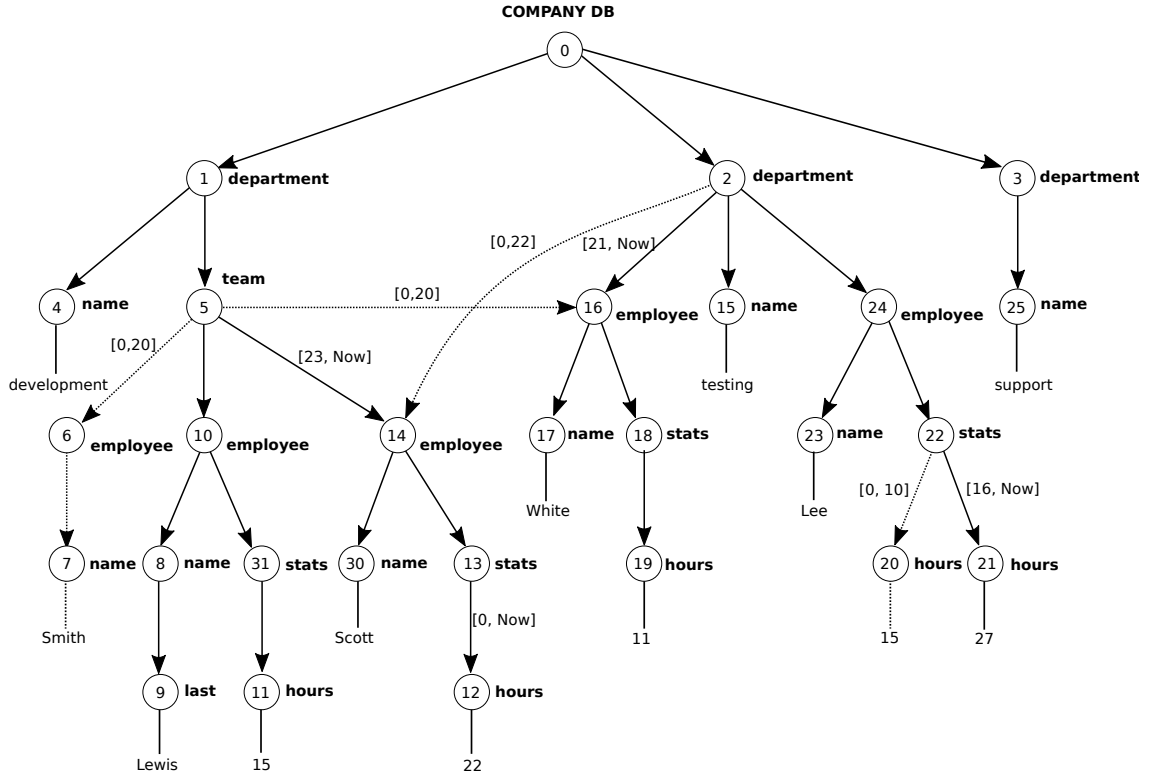 COMPANY DB
0
1 department
2 department
3 department
[0,22] [21, Now]
team
4 name
5
[0,20]
16 employee
15 name
24 employee
25 name
[0,20]
[23, Now]
development
testing
support
6 employee
10 employee
14 employee
17 name
18 stats
23 name
22 stats
[0, 10]
[16, Now]
White
Lee
7 name
8 name
31 stats
30 name
13 stats
19 hours
20 hours
21 hours
[0, Now]
Smith
Scott
11
15
27
9 last
11 hours
12 hours
Lewis
15
22